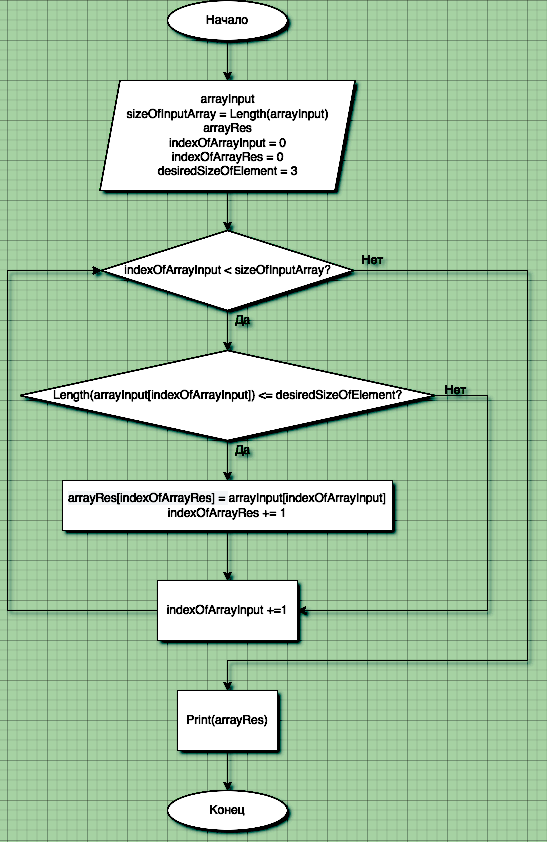 Начало
arrayInput
sizeOfInputArray = Length(arrayInput)
arrayRes
indexOfArrayInput = 0
indexOfArrayRes = 0
desiredSizeOfElement = 3
indexOfArrayInput < sizeOfInputArray?
Нет
Да
Length(arrayInput[indexOfArrayInput]) <= desiredSizeOfElement?
Нет
Да
arrayRes[indexOfArrayRes] = arrayInput[indexOfArrayInput]
indexOfArrayRes += 1
indexOfArrayInput +=1
Print(arrayRes)
Конец